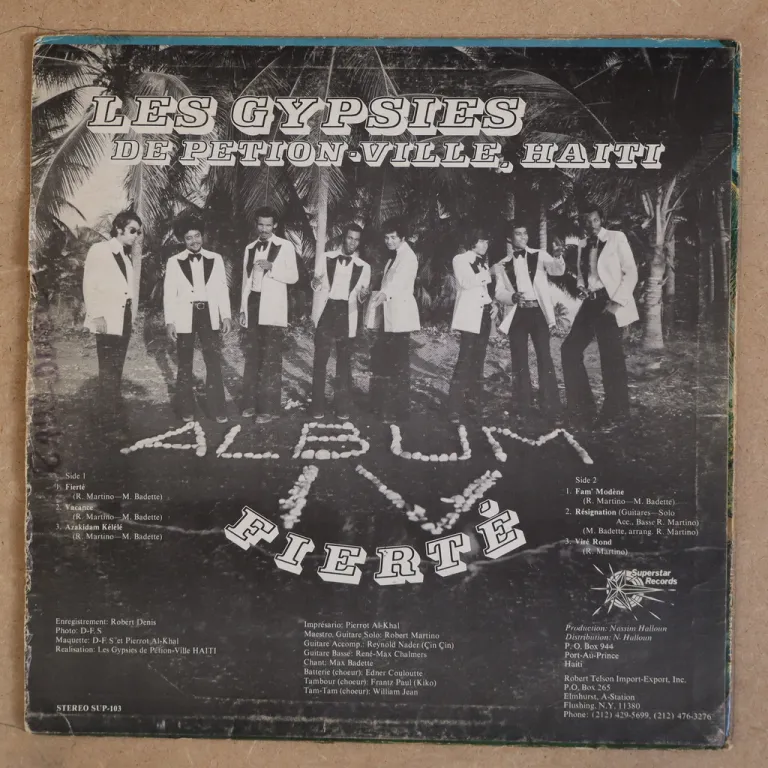 LES GYPSIES
DE PETION-VILLE, HAITI
ALBUM
IV
FIERTÉ
Side 1
1. Fierté
(R. Martino—M. Badette)
2. Vacance
(R. Martino—M. Badette)
3. Azakidam Kélélé
(R. Martino—M. Badette)
Side 2
1. Fam' Modène
(R. Martino—M. Badette)
2. Résignation (Guitares—Solo
Acc., Basse R. Martino)
(M. Badette, arrang. R. Martino)
3. Viré Rond
(R. Martino)
Superstar
Records
Enregistrement: Robert Denis
Photo: D-F.S
Maquette: D-F.S et Pierrot Al-Khal
Realisation: Les Gypsies de Pétion-Ville HAITI
STEREO SUP-103
Imprésario: Pierrot Al-Khal
Maestro, Guitare Solo: Robert Martino
Guitare Accomp.: Reynold Nader (Çin Çin)
Guitare Basse: René-Max Chalmers
Chant: Max Badette
Batterie (choeur): Edner Couloutte
Tambour (choeur): Frantz Paul (Kiko)
Tam-Tam (choeur): William Jean
Production: Nassim Halloun
Distribution: N. Halloun
P.O. Box 944
Port-Au-Prince
Haiti
Robert Telson Import-Export, Inc.
P.O. Box 265
Elmhurst, A-Station
Flushing, N.Y. 11380
Phone: (212) 429-5699, (212) 476-3276